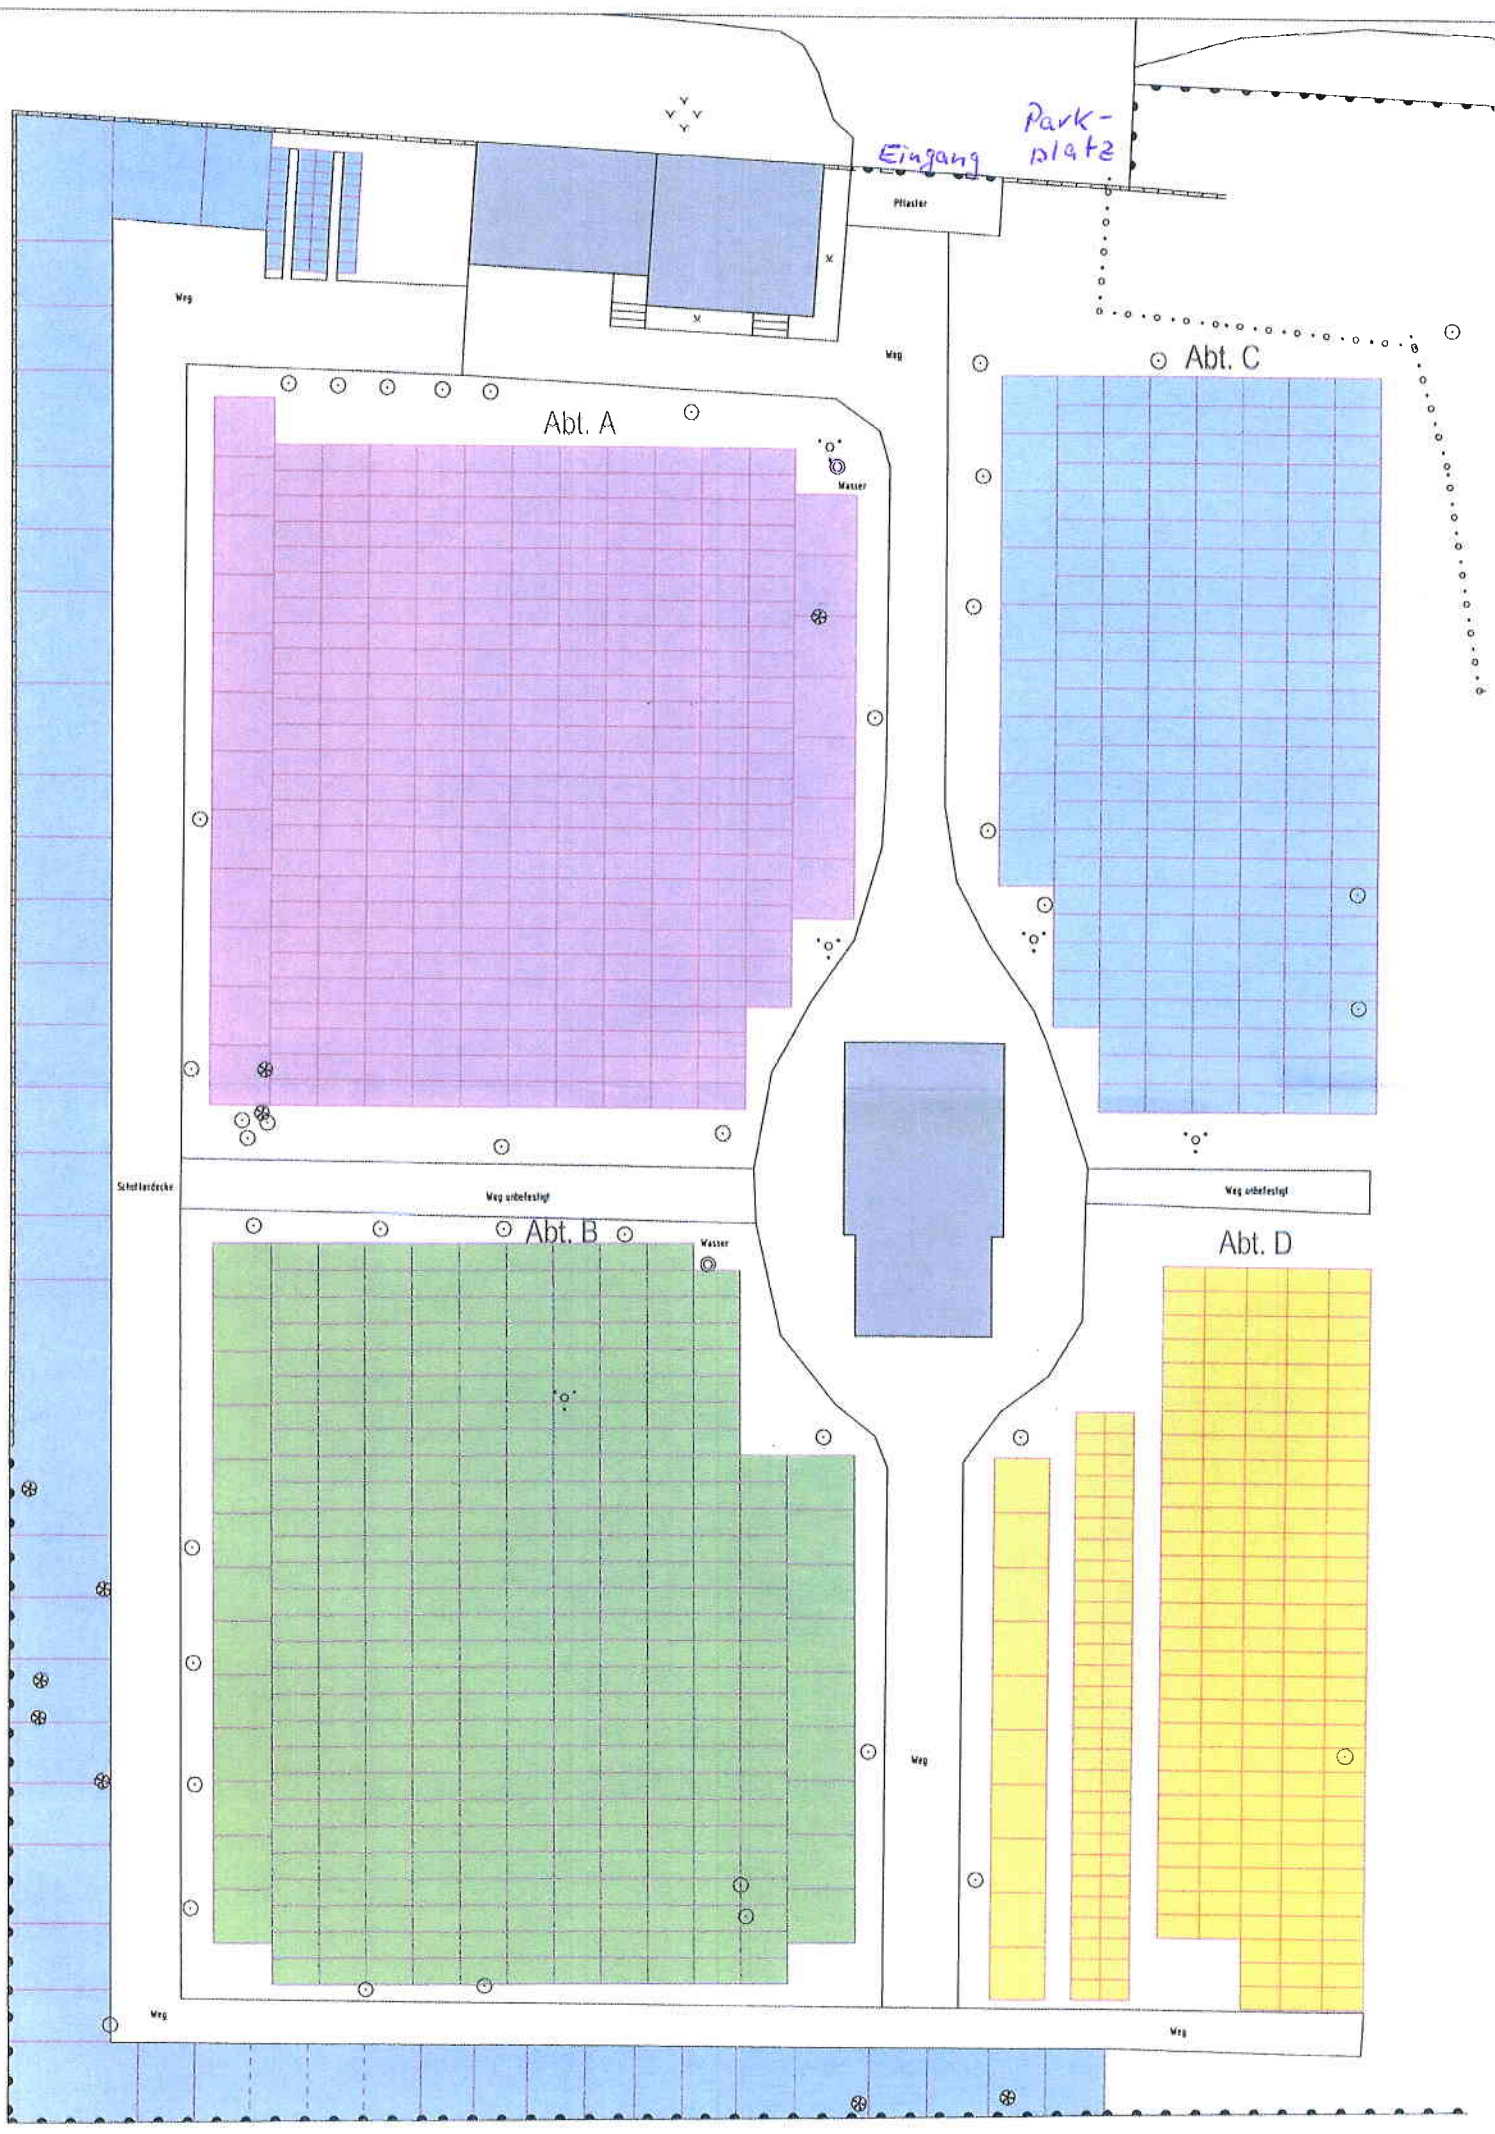 Park-
Eingang platz
Pflaster
Weg
Weg
Abt. C
Abt. A
Wasser
Schotterdecke
Weg unbefestigt
Weg unbefestigt
Abt. B
Wasser
Abt. D
Weg
Weg
Weg